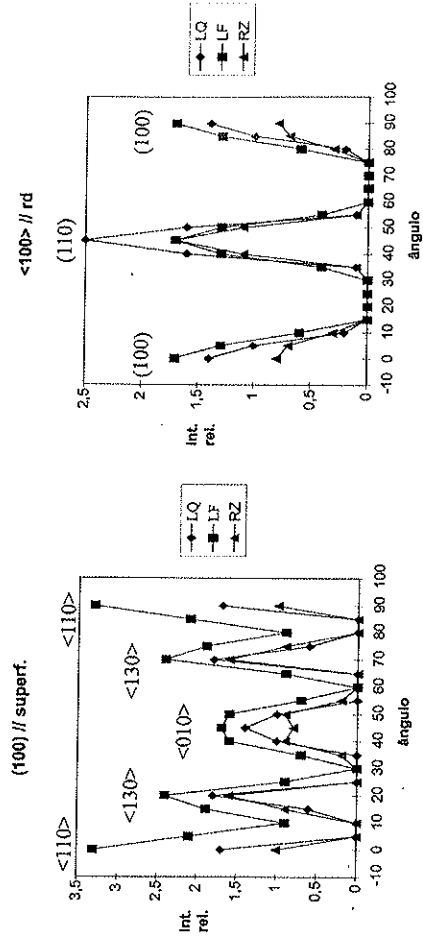 (100) // superf.
3,5
3
2,5
2
1,5
1
0,5
0
Int.
rel.
<110>
<130>
<010>
<130>
<110>
-10 0 10 20 30 40 50 60 70 80 90 100
ângulo
LQ
LF
RZ
<100> // rd
2,5
2
1,5
1
0,5
0
Int.
rel.
(100)
(110)
(100)
-10 0 10 20 30 40 50 60 70 80 90 100
ângulo
LQ
LF
RZ